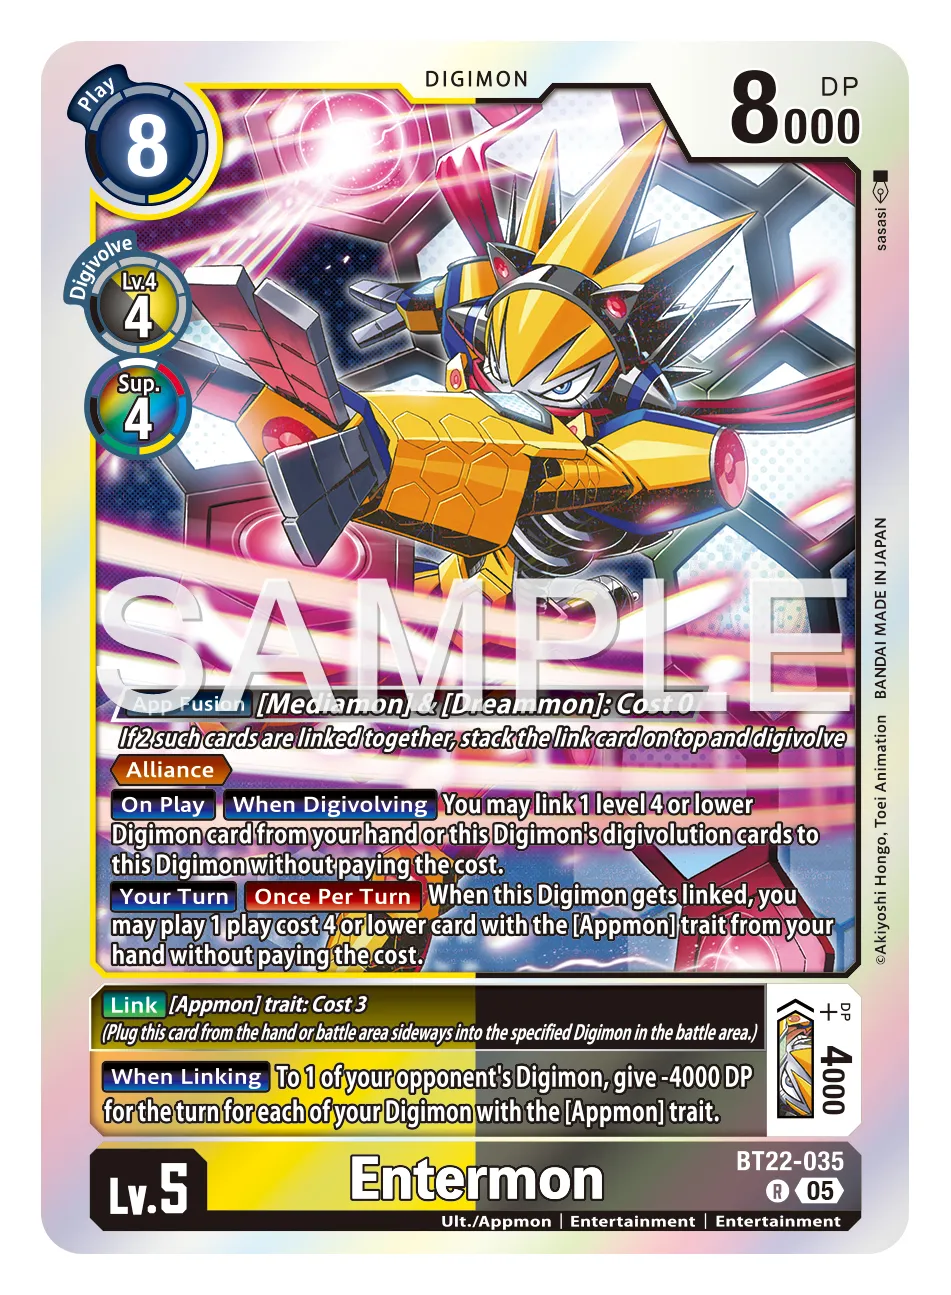 DIGIMON
Play
8
DP
8000
Digivolve
Lv.4
4
Sup.
4
sasasi
SAMPLE
App Fusion [Mediamon] & [Dreammon]: Cost 0
If 2 such cards are linked together, stack the link card on top and digivolve
Alliance
On Play When Digivolving You may link 1 level 4 or lower
Digimon card from your hand or this Digimon's digivolution cards to
this Digimon without paying the cost.
Your Turn Once Per Turn When this Digimon gets linked, you
may play 1 play cost 4 or lower card with the [Appmon] trait from your
hand without paying the cost.
©Akiyoshi Hongo, Toei Animation BANDAI MADE IN JAPAN
Link [Appmon] trait: Cost 3
(Plug this card from the hand or battle area sideways into the specified Digimon in the battle area.)
When Linking To 1 of your opponent's Digimon, give -4000 DP
for the turn for each of your Digimon with the [Appmon] trait.
DP
+4000
Lv.5
Entermon
BT22-035
R 05
Ult./Appmon | Entertainment | Entertainment